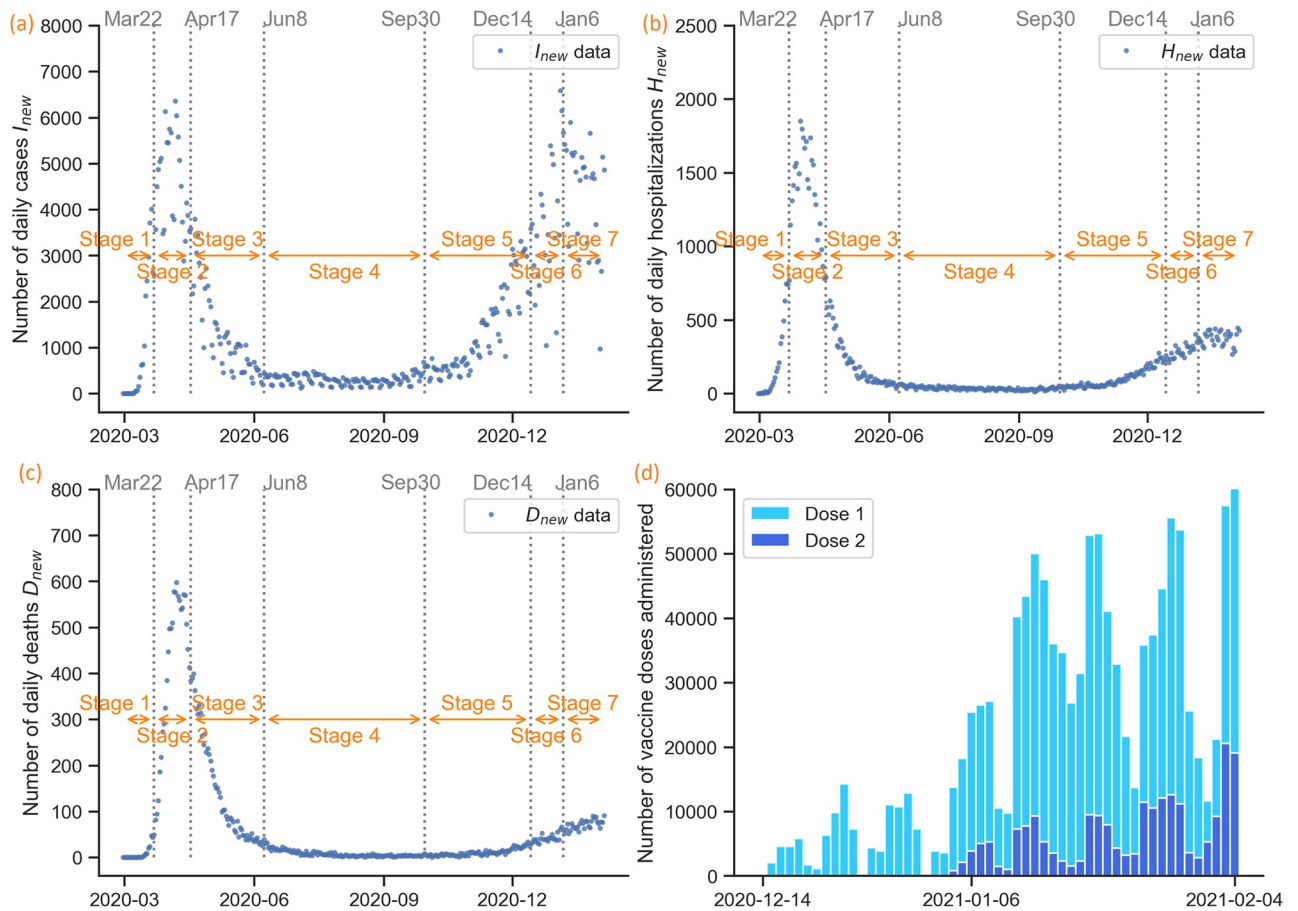 (a)
Mar22 Apr17 Jun8 Sep30 Dec14 Jan6
I_new data
Number of daily cases I_new
8000
7000
6000
5000
4000
3000
2000
1000
0
Stage 1 Stage 3 Stage 5 Stage 7
Stage 2 Stage 4 Stage 6
2020-03 2020-06 2020-09 2020-12
(b)
Mar22 Apr17 Jun8 Sep30 Dec14 Jan6
H_new data
Number of daily hospitalizations H_new
2500
2000
1500
1000
500
0
Stage 1 Stage 3 Stage 5 Stage 7
Stage 2 Stage 4 Stage 6
2020-03 2020-06 2020-09 2020-12
(c)
Mar22 Apr17 Jun8 Sep30 Dec14 Jan6
D_new data
Number of daily deaths D_new
800
700
600
500
400
300
200
100
0
Stage 1 Stage 3 Stage 5 Stage 7
Stage 2 Stage 4 Stage 6
2020-03 2020-06 2020-09 2020-12
(d)
Dose 1
Dose 2
Number of vaccine doses administered
60000
50000
40000
30000
20000
10000
0
2020-12-14 2021-01-06 2021-02-04